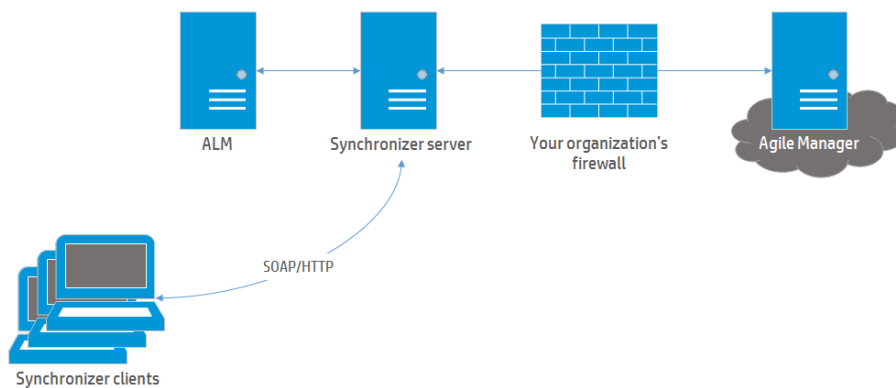 ALM
Synchronizer server
Your organization's
firewall
Agile Manager
SOAP/HTTP
Synchronizer clients